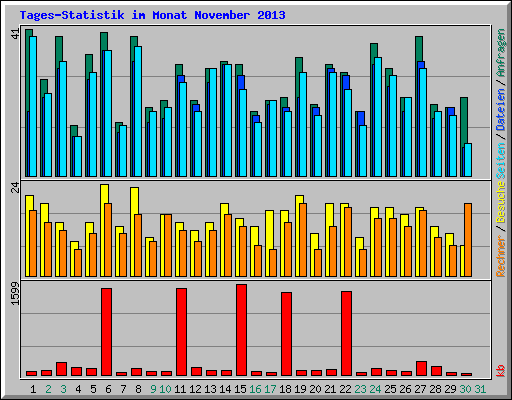 Tages-Statistik im Monat November 2013
41
24
1599
Rechner / Besuche Seiten / Dateien / Anfragen
kb
1 2 3 4 5 6 7 8 9 10 11 12 13 14 15 16 17 18 19 20 21 22 23 24 25 26 27 28 29 30 31